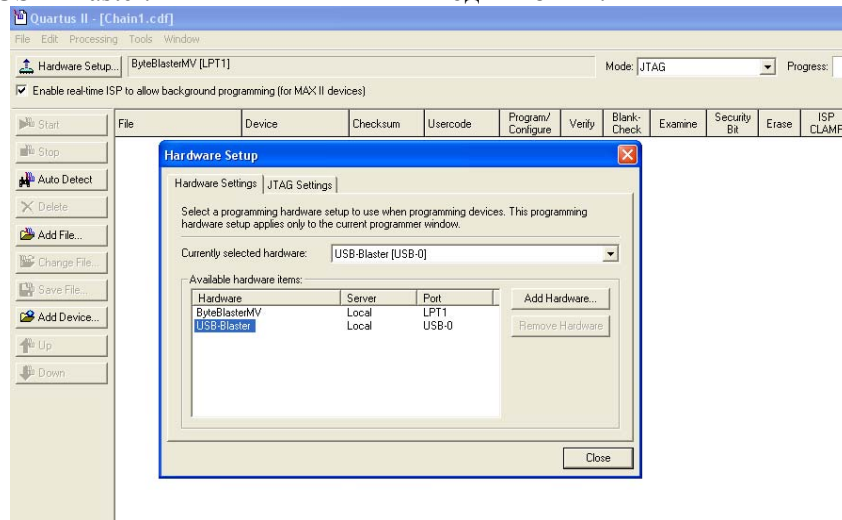 Quartus II - [Chain1.cdf]
File Edit Processing Tools Window
Hardware Setup... ByteBlasterMV [LPT1] Mode: JTAG Progress:
Enable real-time ISP to allow background programming (for MAX II devices)
Start File Device Checksum Usercode Program/ Configure Verify Blank- Check Examine Security Bit Erase ISP CLAMP
Stop
Auto Detect
Delete
Add File...
Change File...
Save File...
Add Device...
Up
Down
Hardware Setup
Hardware Settings JTAG Settings
Select a programming hardware setup to use when programming devices. This programming
hardware setup applies only to the current programmer window.
Currently selected hardware: USB-Blaster [USB-0]
Available hardware items:
Hardware Server Port
ByteBlasterMV Local LPT1
USB-Blaster Local USB-0
Add Hardware...
Remove Hardware
Close